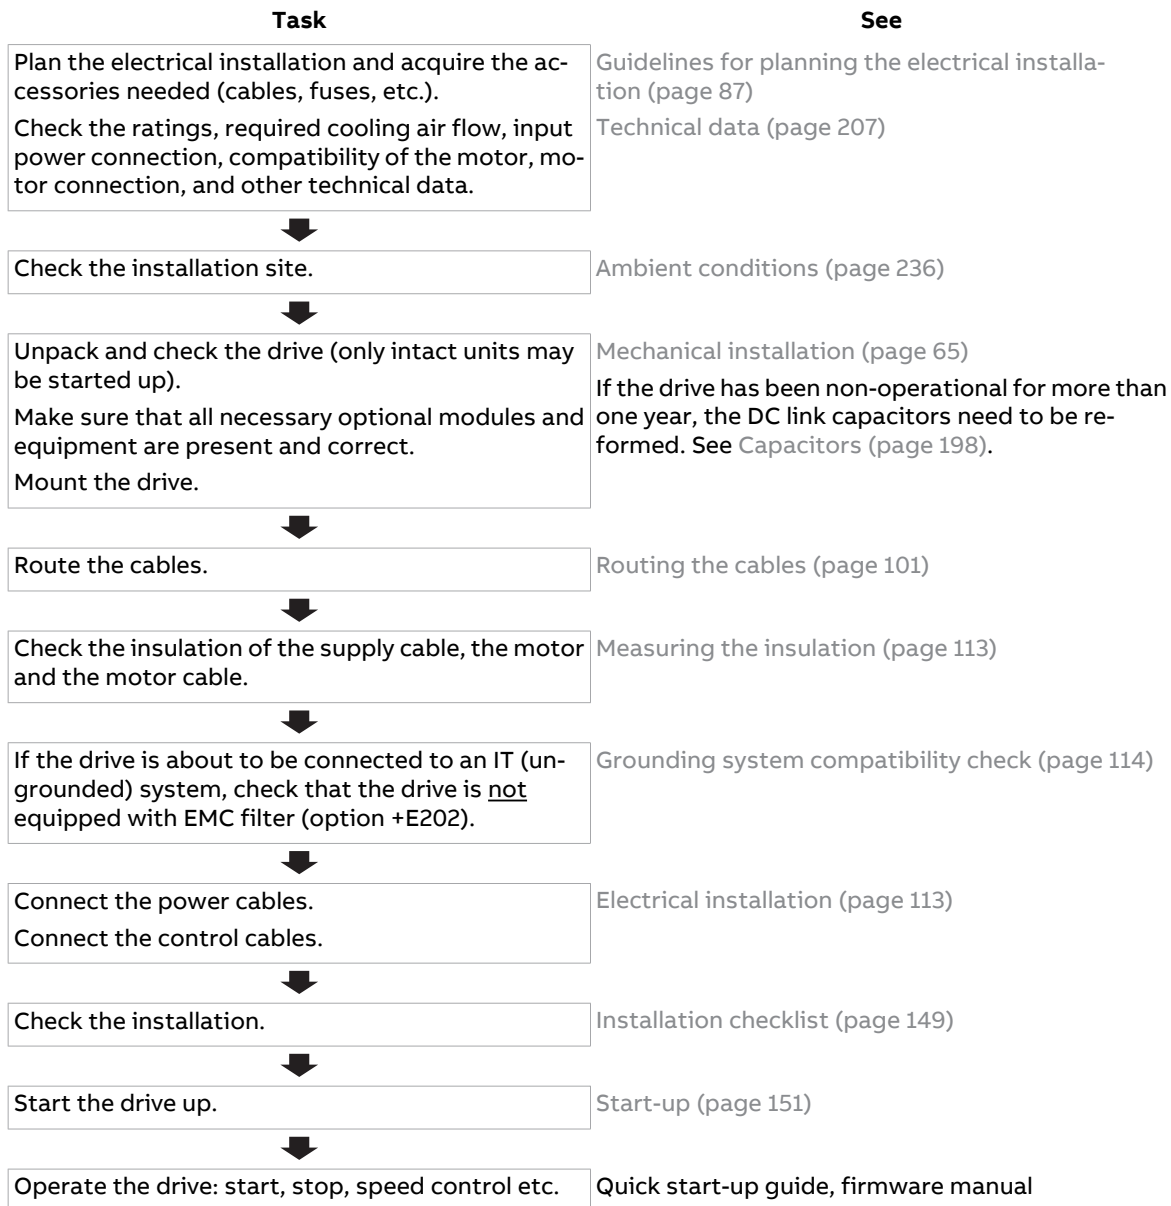 Task
See
Plan the electrical installation and acquire the ac-
cessories needed (cables, fuses, etc.).
Check the ratings, required cooling air flow, input
power connection, compatibility of the motor, mo-
tor connection, and other technical data.
Guidelines for planning the electrical installa-
tion (page 87)
Technical data (page 207)
Check the installation site.
Ambient conditions (page 236)
Unpack and check the drive (only intact units may
be started up).
Make sure that all necessary optional modules and
equipment are present and correct.
Mount the drive.
Mechanical installation (page 65)
If the drive has been non-operational for more than
one year, the DC link capacitors need to be re-
formed. See Capacitors (page 198).
Route the cables.
Routing the cables (page 101)
Check the insulation of the supply cable, the motor
and the motor cable.
Measuring the insulation (page 113)
If the drive is about to be connected to an IT (un-
grounded) system, check that the drive is not
equipped with EMC filter (option +E202).
Grounding system compatibility check (page 114)
Connect the power cables.
Connect the control cables.
Electrical installation (page 113)
Check the installation.
Installation checklist (page 149)
Start the drive up.
Start-up (page 151)
Operate the drive: start, stop, speed control etc.
Quick start-up guide, firmware manual